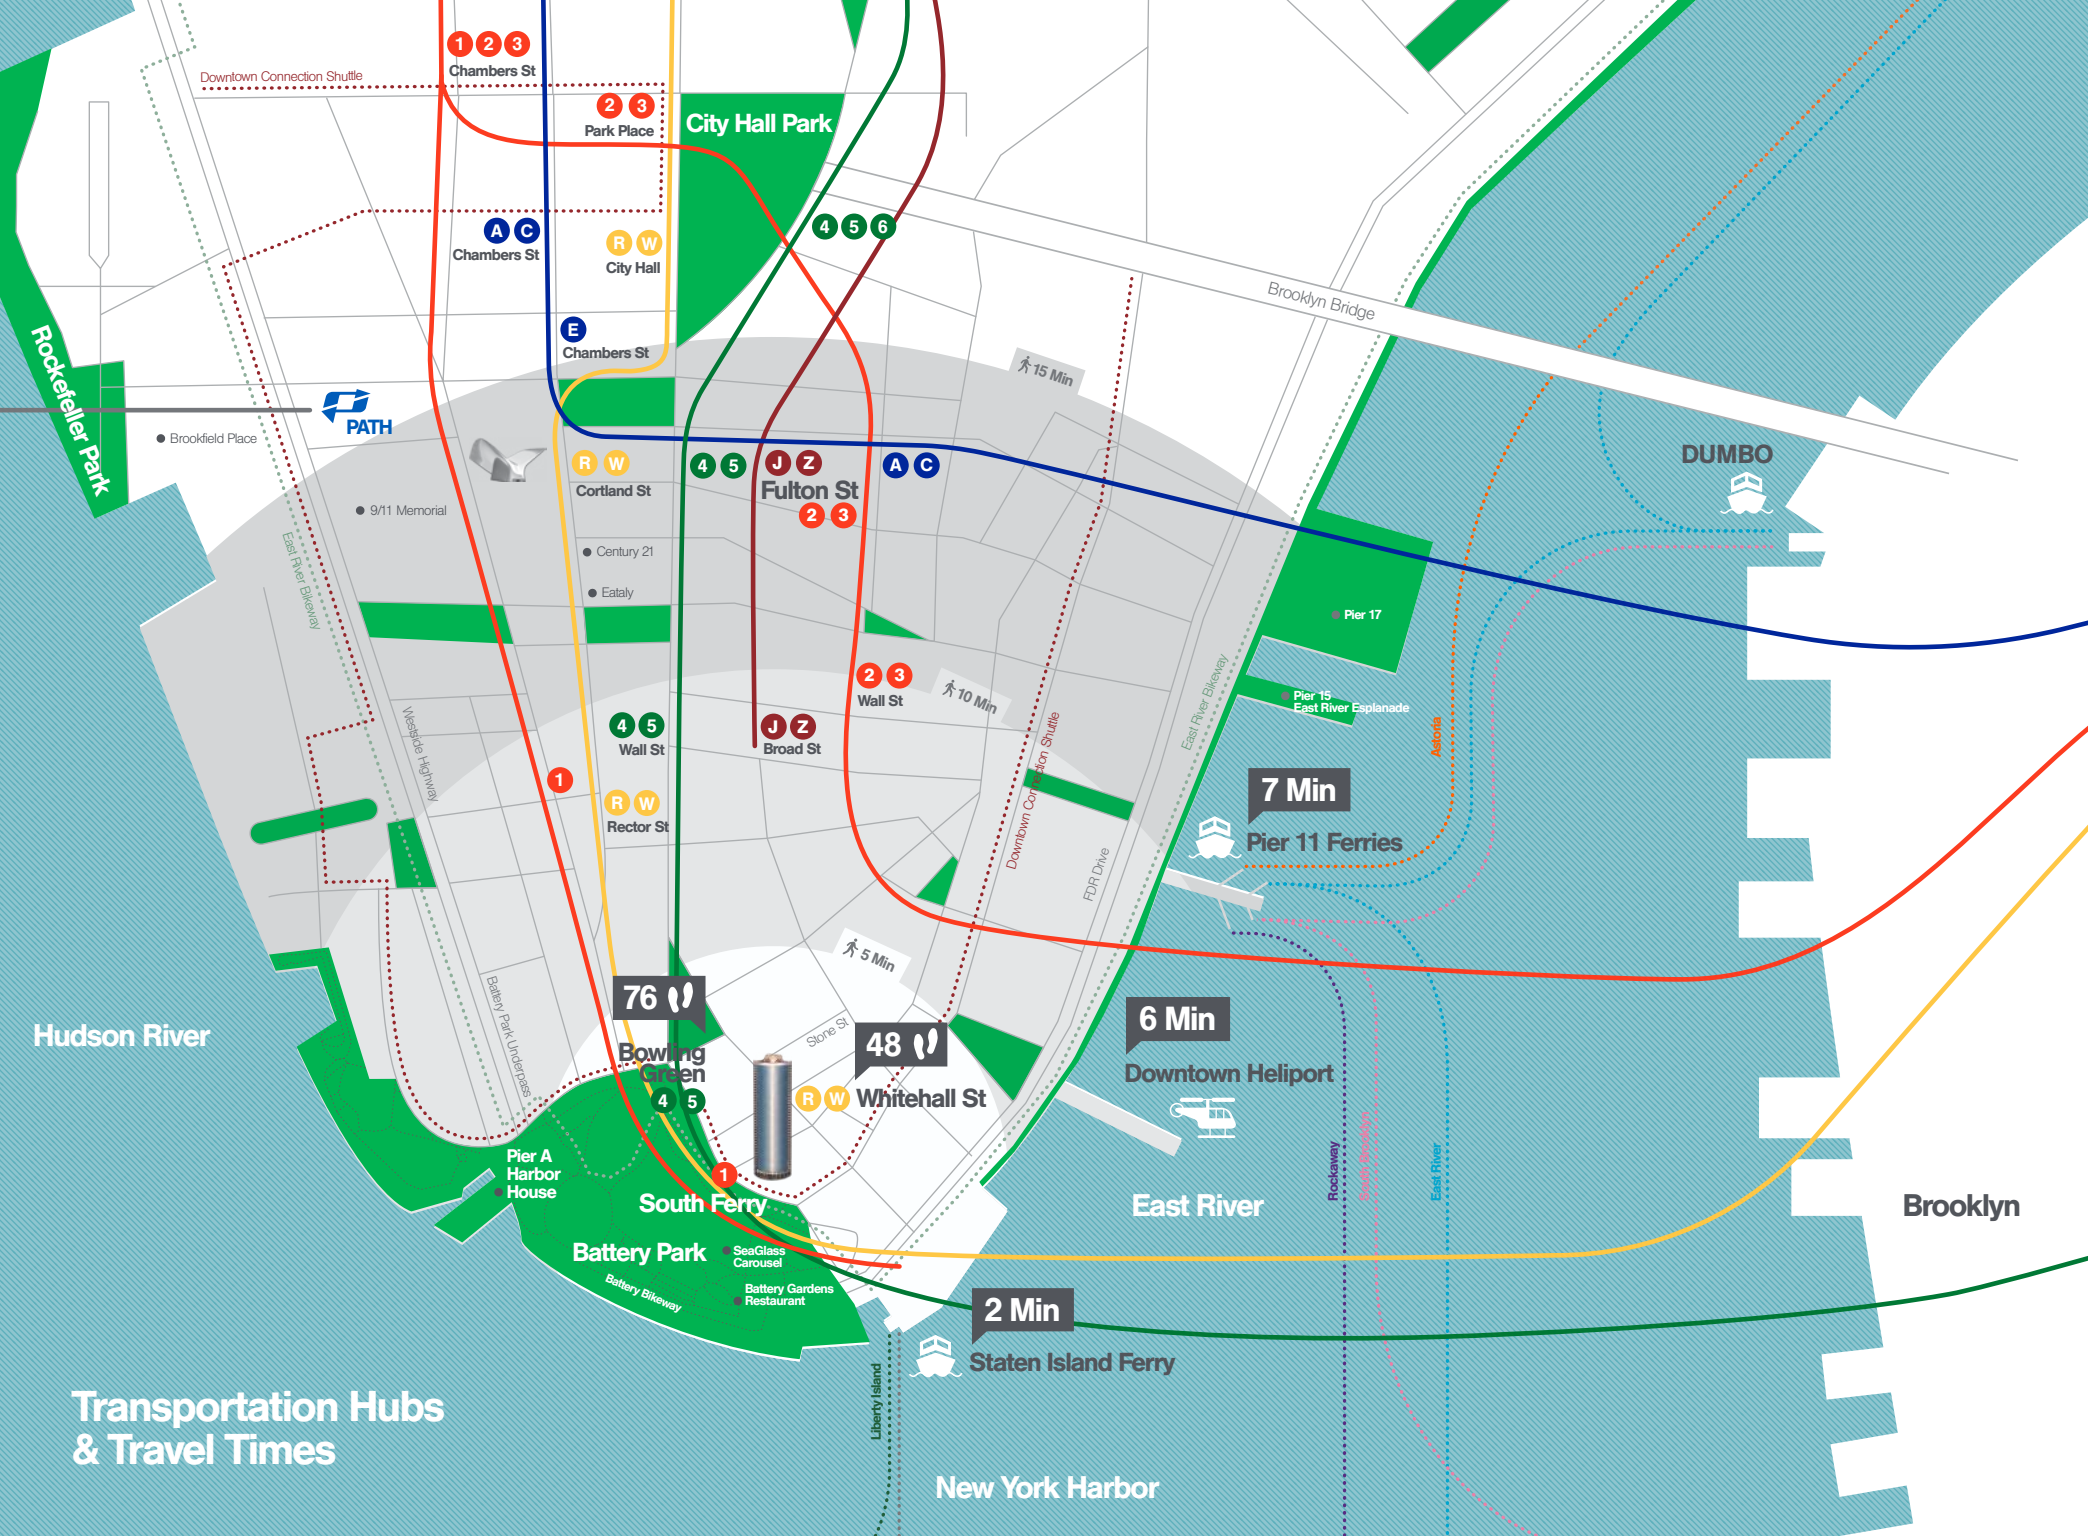 1 2 3
Chambers St
Downtown Connection Shuttle
2 3
Park Place
City Hall Park
A C
Chambers St
R W
City Hall
4 5 6
E
Chambers St
Brooklyn Bridge
15 Min
Rockefeller Park
PATH
Brookfield Place
R W
Cortland St
4 5
J Z
Fulton St
2 3
A C
DUMBO
9/11 Memorial
East River Bikeway
Century 21
Eataly
Pier 17
2 3
Wall St
10 Min
Pier 15
East River Esplanade
East River Bikeway
Westside Highway
4 5
Wall St
J Z
Broad St
Downtown Connection Shuttle
Astoria
1
R W
Rector St
7 Min
Pier 11 Ferries
FDR Drive
5 Min
76
Bowling
Green
4 5
Battery Park Underpass
Stone St
48
R W
Whitehall St
6 Min
Downtown Heliport
Hudson River
Pier A
Harbor
House
1
South Ferry
Battery Park
SeaGlass
Carousel
Battery Gardens
Restaurant
Battery Bikeway
East River
Rockaway
South Brooklyn
East River
Brooklyn
2 Min
Staten Island Ferry
Liberty Island
Transportation Hubs
& Travel Times
New York Harbor